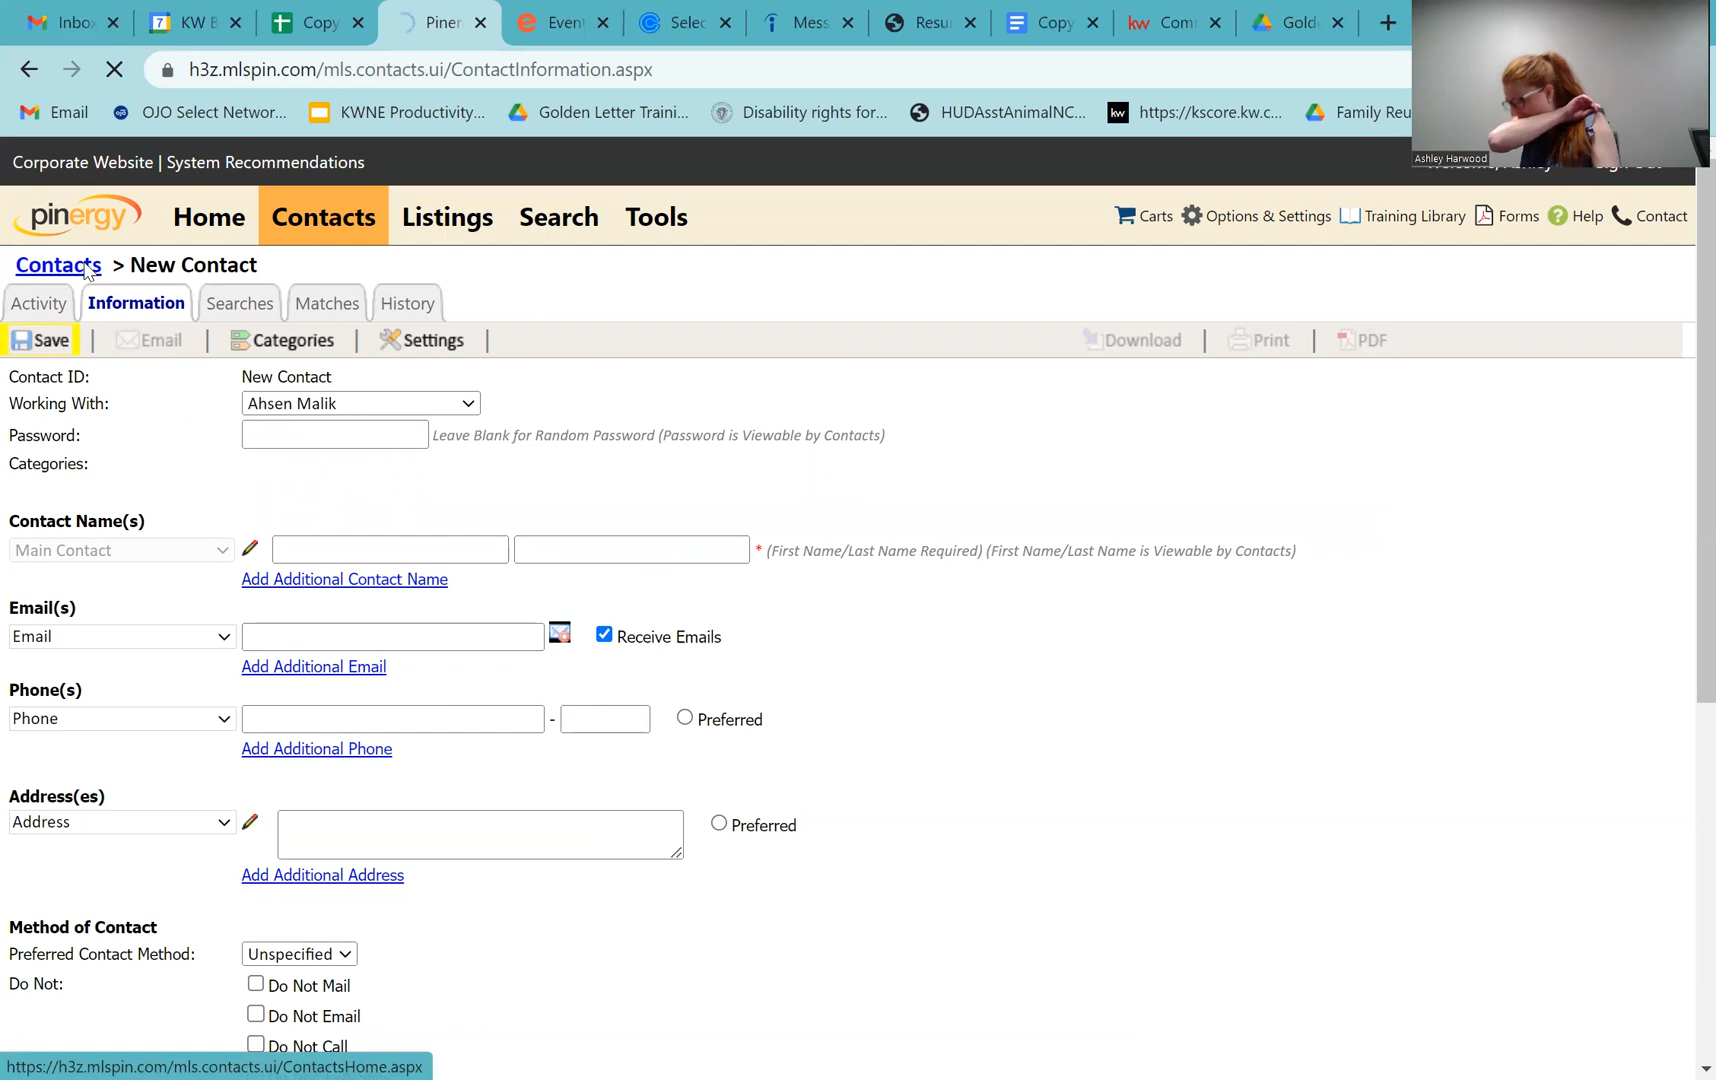 Inbox
KW E
Copy
Piner
Even
Selec
Mess
Resu
Copy
Com
Gold
h3z.mlspin.com/mls.contacts.ui/ContactInformation.aspx
Email
OJO Select Networ...
KWNE Productivity...
Golden Letter Traini...
Disability rights for...
HUDAsstAnimalNC...
https://kscore.kw.c...
Family Reu
Ashley Harwood
Corporate Website | System Recommendations
pinergy
Home
Contacts
Listings
Search
Tools
Carts
Options & Settings
Training Library
Forms
Help
Contact
Contacts > New Contact
Activity
Information
Searches
Matches
History
Save
Email
Categories
Settings
Download
Print
PDF
Contact ID: New Contact
Working With: Ahsen Malik
Password: Leave Blank for Random Password (Password is Viewable by Contacts)
Categories:
Contact Name(s)
Main Contact
* (First Name/Last Name Required) (First Name/Last Name is Viewable by Contacts)
Add Additional Contact Name
Email(s)
Email
Receive Emails
Add Additional Email
Phone(s)
Phone
- Preferred
Add Additional Phone
Address(es)
Address
Preferred
Add Additional Address
Method of Contact
Preferred Contact Method: Unspecified
Do Not: Do Not Mail
Do Not Email
Do Not Call
https://h3z.mlspin.com/mls.contacts.ui/ContactsHome.aspx